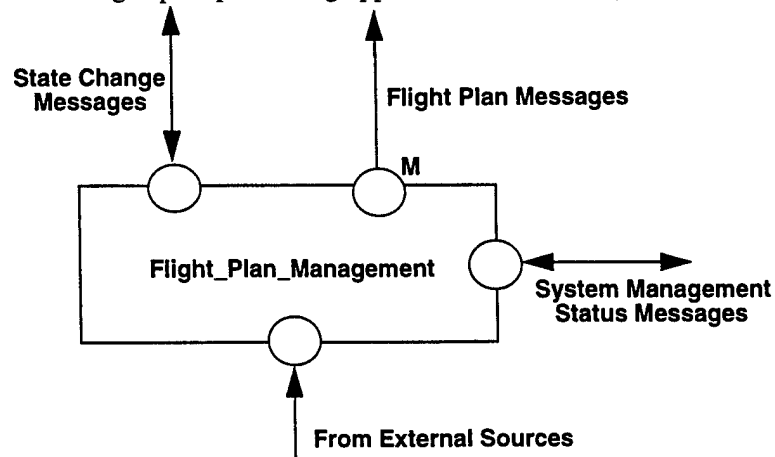 State Change
Messages
Flight Plan Messages
M
Flight_Plan_Management
System Management
Status Messages
From External Sources